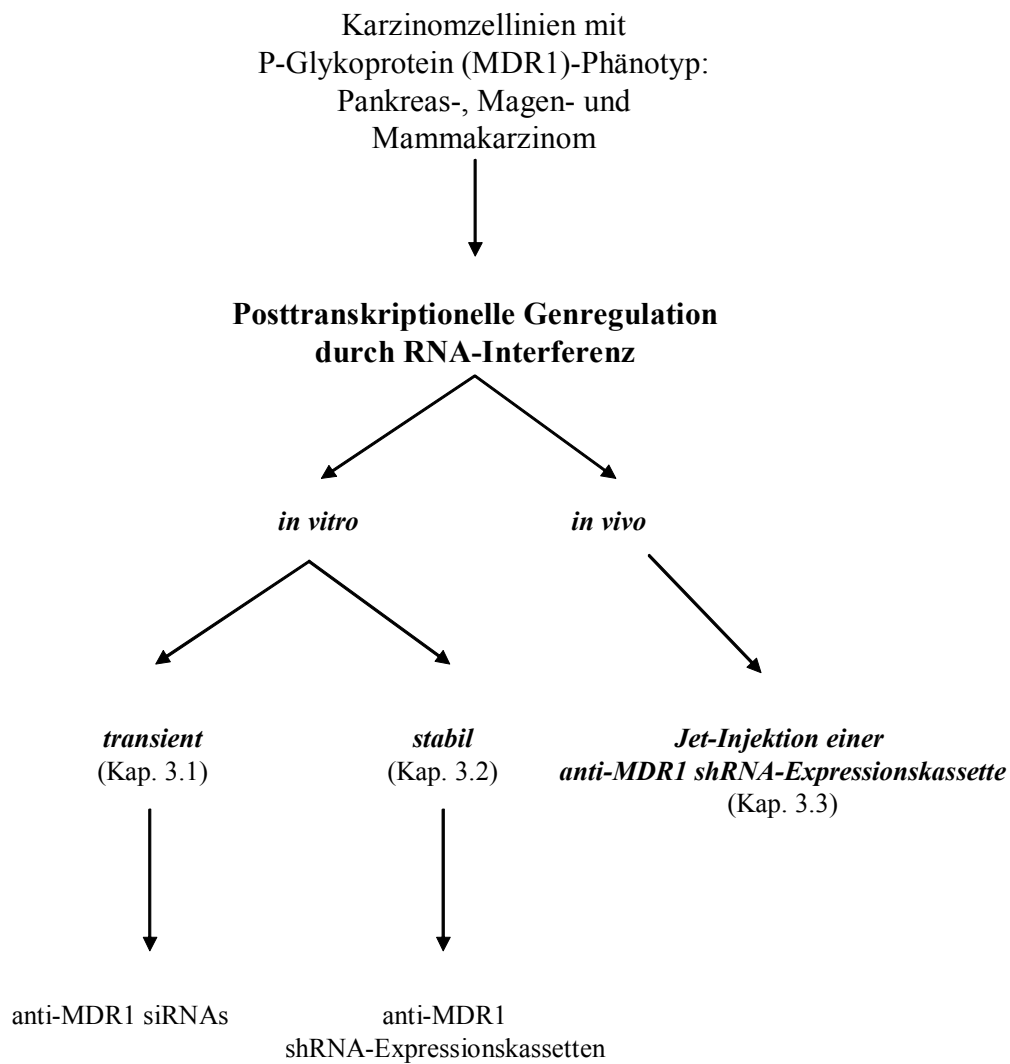 Karzinomzellinien mit
P-Glykoprotein (MDR1)-Phänotyp:
Pankreas-, Magen- und
Mammakarzinom
Posttranskriptionelle Genregulation
durch RNA-Interferenz
in vitro
in vivo
transient
(Kap. 3.1)
stabil
(Kap. 3.2)
Jet-Injektion einer
anti-MDR1 shRNA-Expressionskassette
(Kap. 3.3)
anti-MDR1 siRNAs
anti-MDR1
shRNA-Expressionskassetten